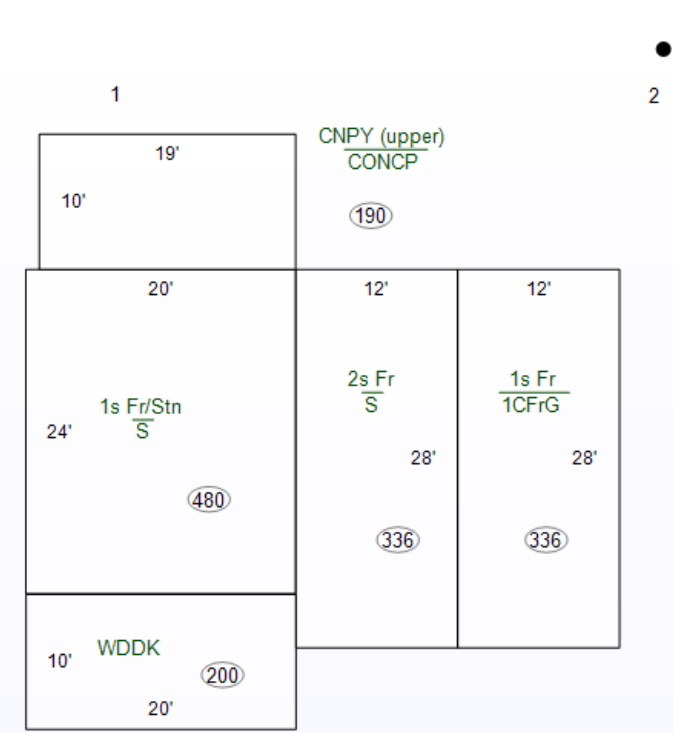 1
2
CNPY (upper)
CONCP
19'
10'
190
20'
12'
12'
2s Fr
S
1s Fr
1CFrG
1s Fr/Stn
S
24'
28'
28'
480
336
336
WDDK
10'
200
20'